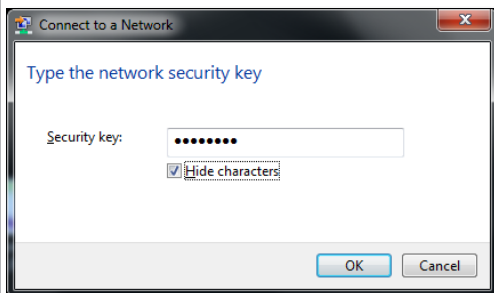 Connect to a Network
Type the network security key
Security key: ••••••••
Hide characters
OK Cancel